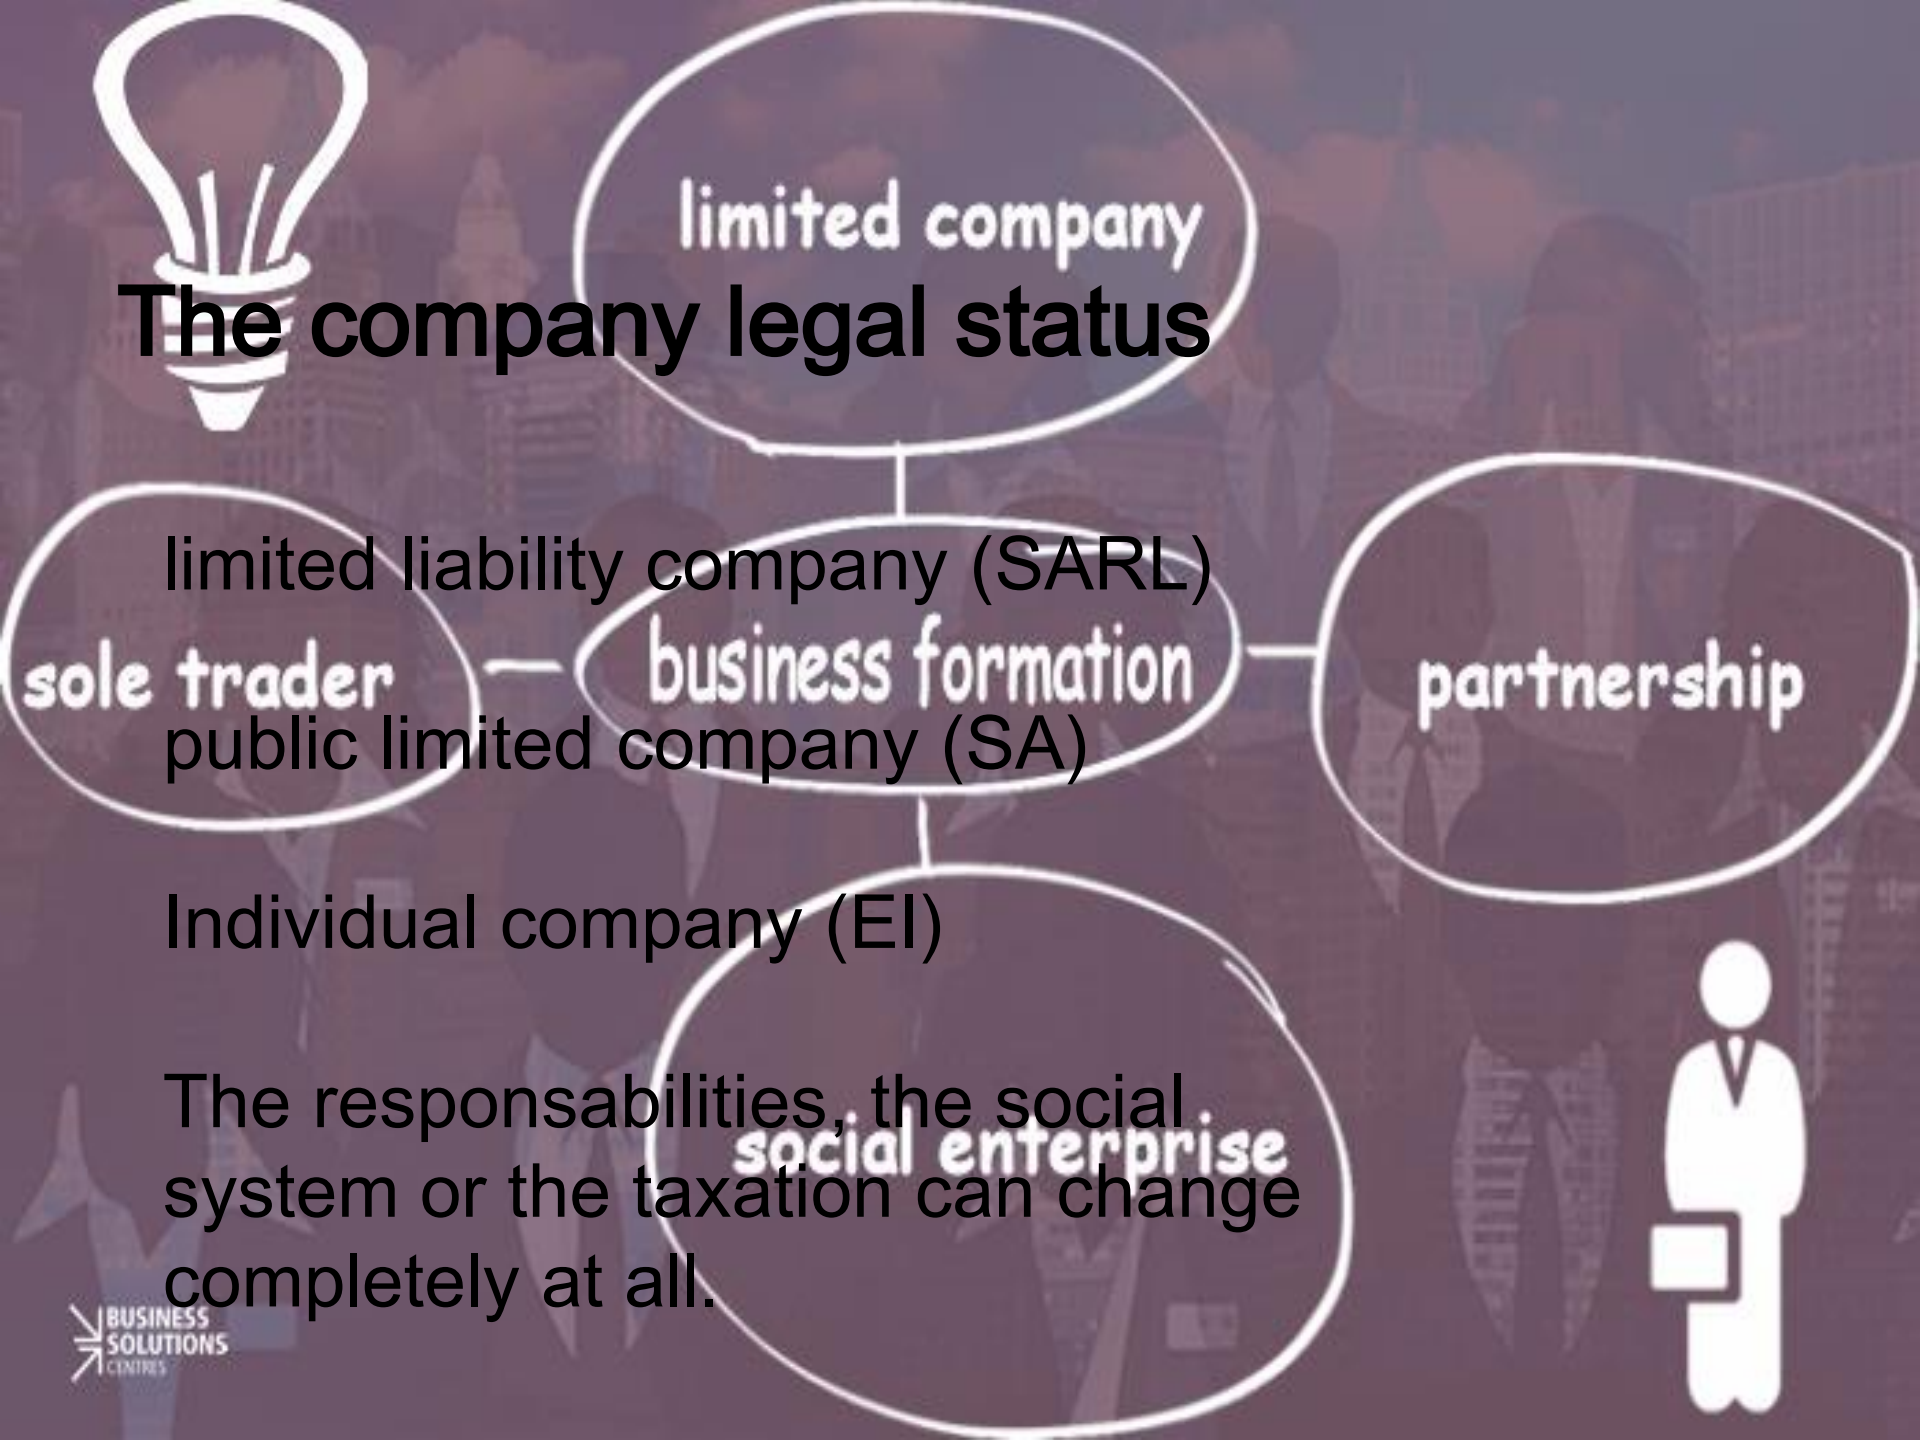 limited company
The company legal status
limited liability company (SARL)
sole trader
business formation
partnership
public limited company (SA)
Individual company (EI)
The responsabilities, the social
social enterprise
system or the taxation can change
completely at all.
BUSINESS
SOLUTIONS
CENTRES